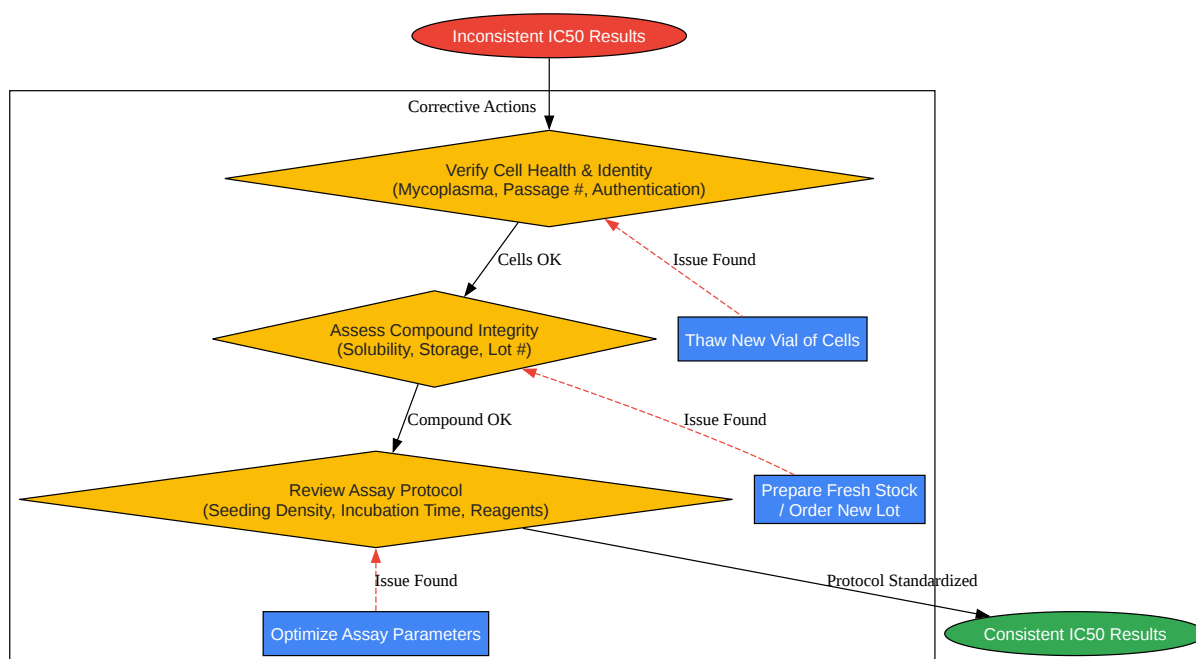 Inconsistent IC50 Results
Corrective Actions
Verify Cell Health & Identity
(Mycoplasma, Passage #, Authentication)
Cells OK
Issue Found
Assess Compound Integrity
(Solubility, Storage, Lot #)
Thaw New Vial of Cells
Compound OK
Issue Found
Review Assay Protocol
(Seeding Density, Incubation Time, Reagents)
Prepare Fresh Stock
/ Order New Lot
Issue Found
Protocol Standardized
Optimize Assay Parameters
Consistent IC50 Results